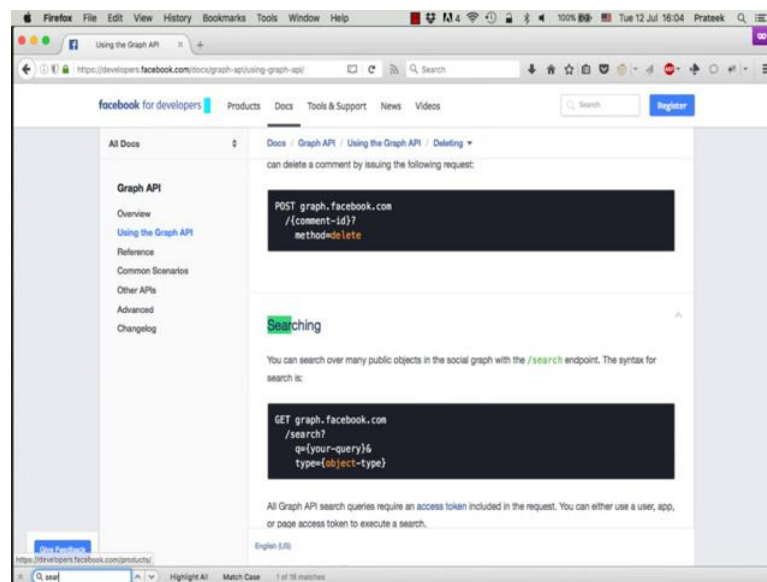 Firefox File Edit View History Bookmarks Tools Window Help 4 100% Tue 12 Jul 16:04 Prateek
Using the Graph API × +
https://developers.facebook.com/docs/graph-api/using-graph-api/ Search
facebook for developers Products Docs Tools & Support News Videos Search Register
All Docs
Docs / Graph API / Using the Graph API / Deleting
can delete a comment by issuing the following request:
Graph API
Overview
Using the Graph API
Reference
Common Scenarios
Other APIs
Advanced
Changelog
POST graph.facebook.com
/{comment-id}?
method=delete
Searching
You can search over many public objects in the social graph with the /search endpoint. The syntax for
search is:
GET graph.facebook.com
/search?
q={your-query}&
type={object-type}
All Graph API search queries require an access token included in the request. You can either use a user, app,
or page access token to execute a search.
Give Feedback
English (US)
https://developers.facebook.com/products/
sear Highlight All Match Case 1 of 18 matches